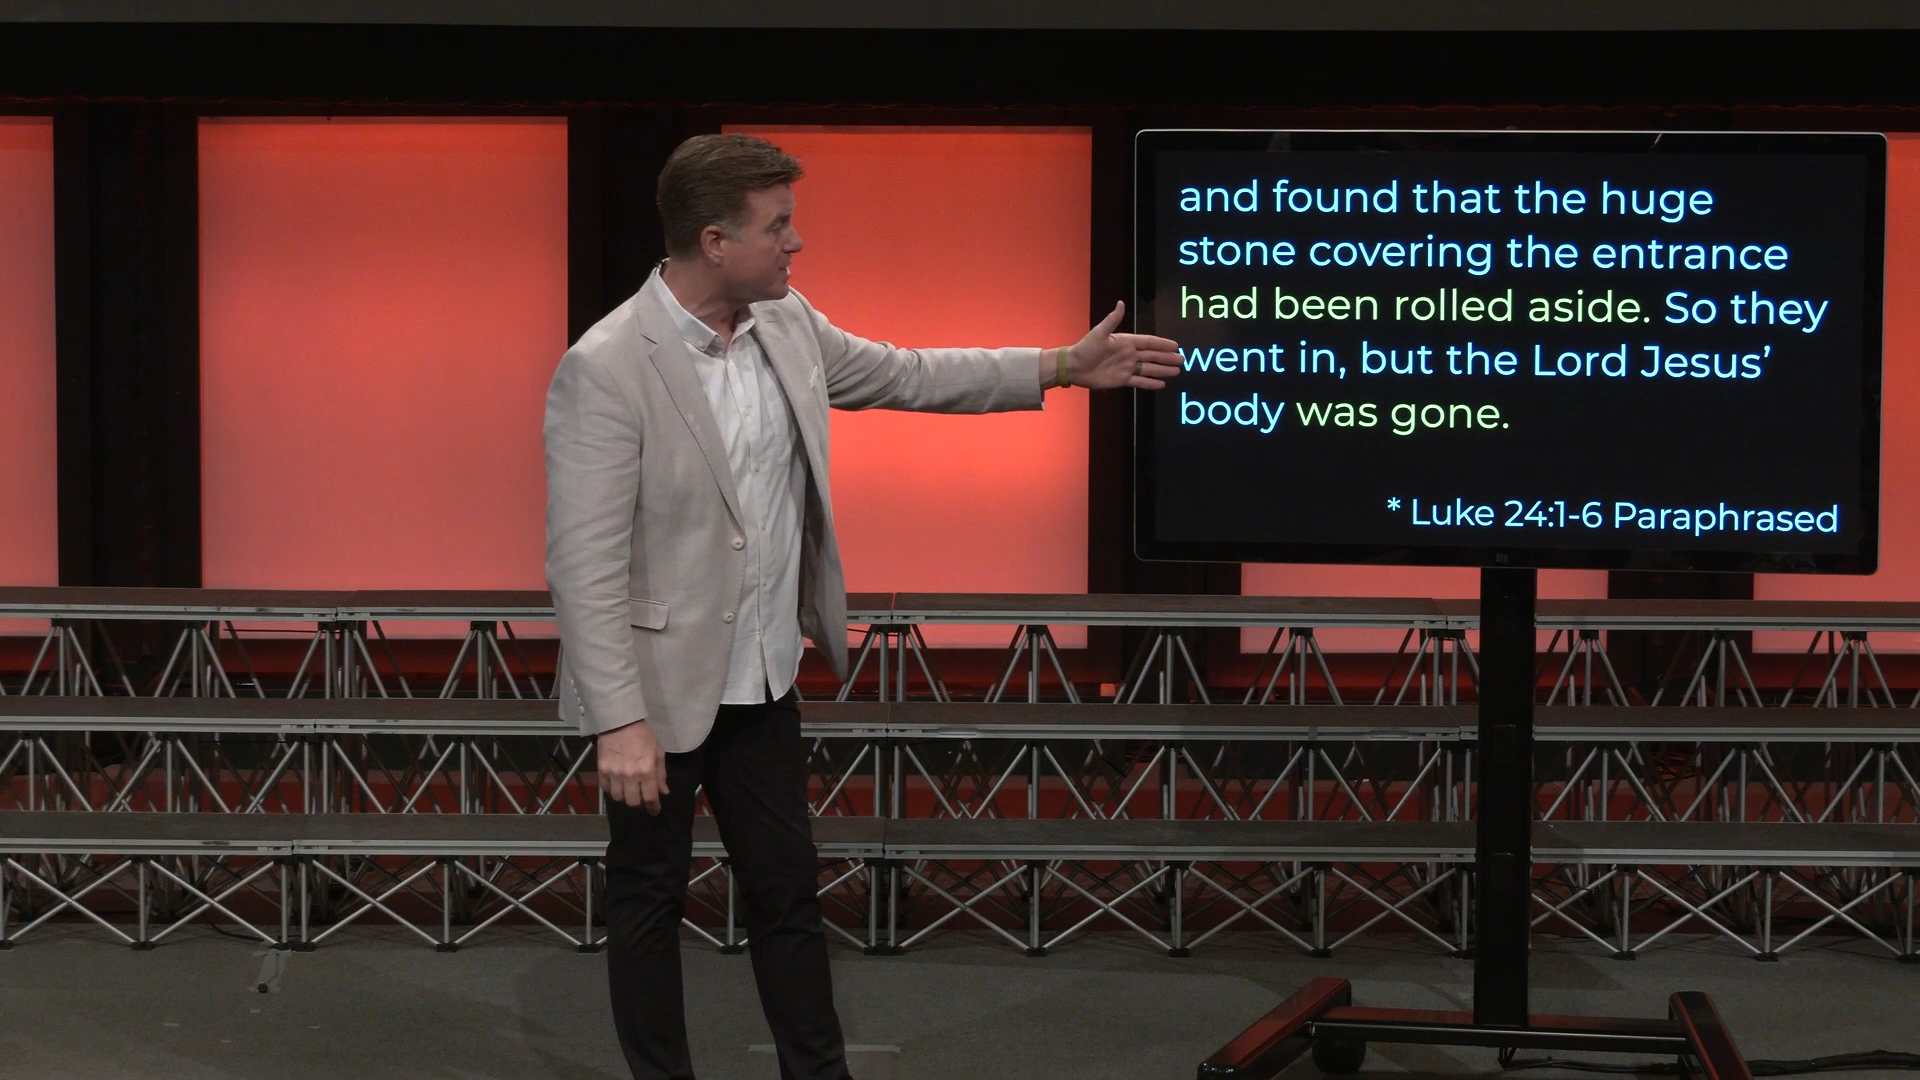 and found that the huge
stone covering the entrance
had been rolled aside. So they
went in, but the Lord Jesus’
body was gone.
* Luke 24:1-6 Paraphrased